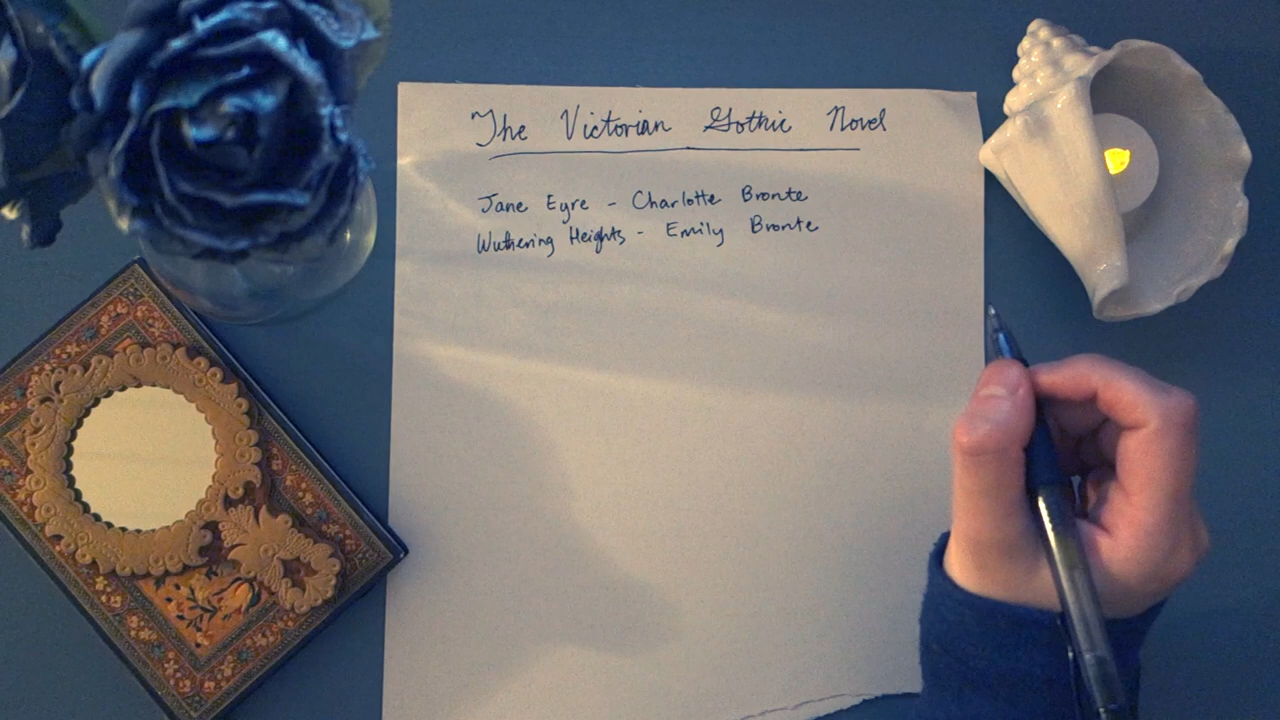 The Victorian Gothic Novel
Jane Eyre - Charlotte Bronte
Wuthering Heights - Emily Bronte